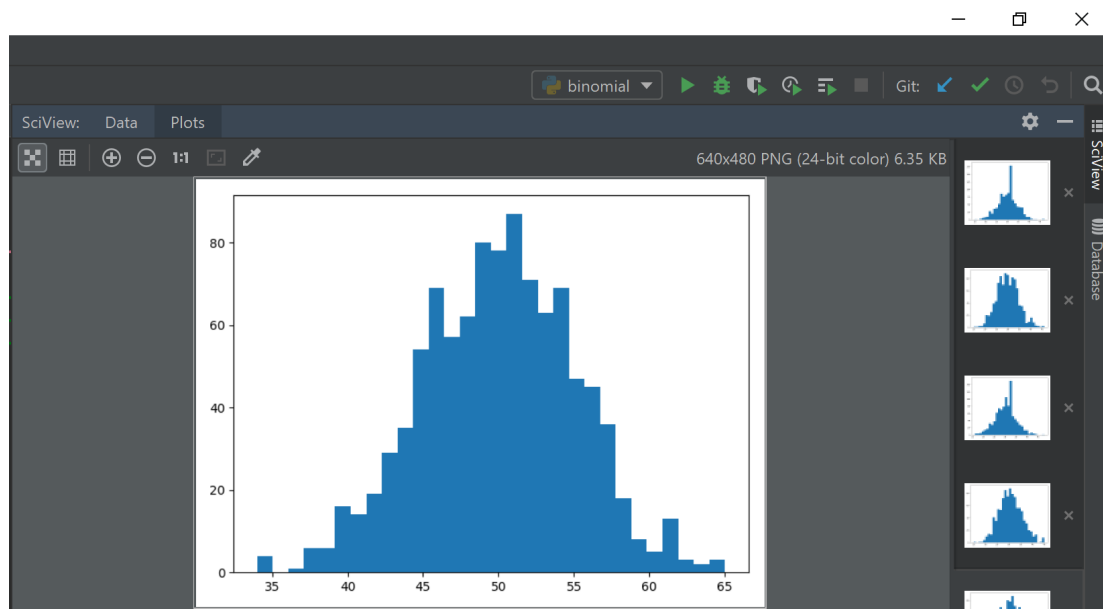 binomial
Git:
SciView: Data Plots
1:1
640x480 PNG (24-bit color) 6.35 KB
80
60
40
20
0
35 40 45 50 55 60 65
SciView
Database